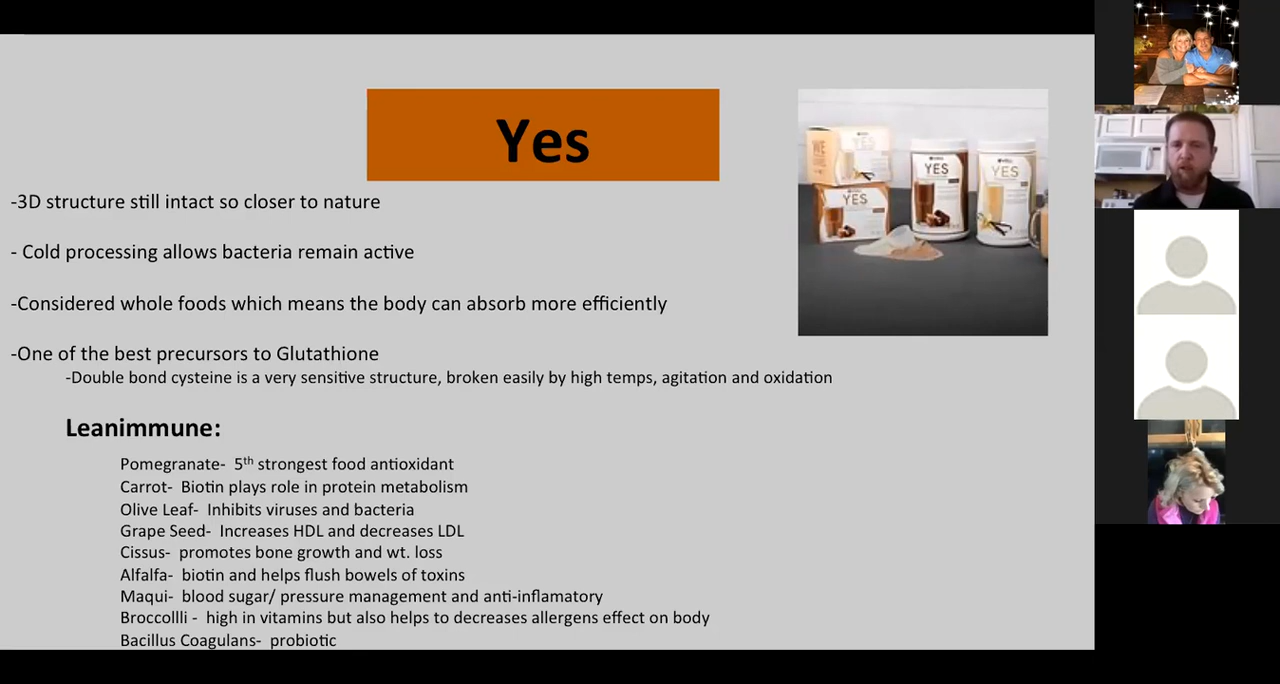 Yes
-3D structure still intact so closer to nature
- Cold processing allows bacteria remain active
-Considered whole foods which means the body can absorb more efficiently
-One of the best precursors to Glutathione
-Double bond cysteine is a very sensitive structure, broken easily by high temps, agitation and oxidation
Leanimmune:
Pomegranate-  5th strongest food antioxidant
Carrot-  Biotin plays role in protein metabolism
Olive Leaf-  Inhibits viruses and bacteria
Grape Seed-  Increases HDL and decreases LDL
Cissus-  promotes bone growth and wt. loss
Alfalfa-  biotin and helps flush bowels of toxins
Maqui-  blood sugar/ pressure management and anti-inflamatory
Broccollli -  high in vitamins but also helps to decreases allergens effect on body
Bacillus Coagulans-  probiotic
YES
YES
YES